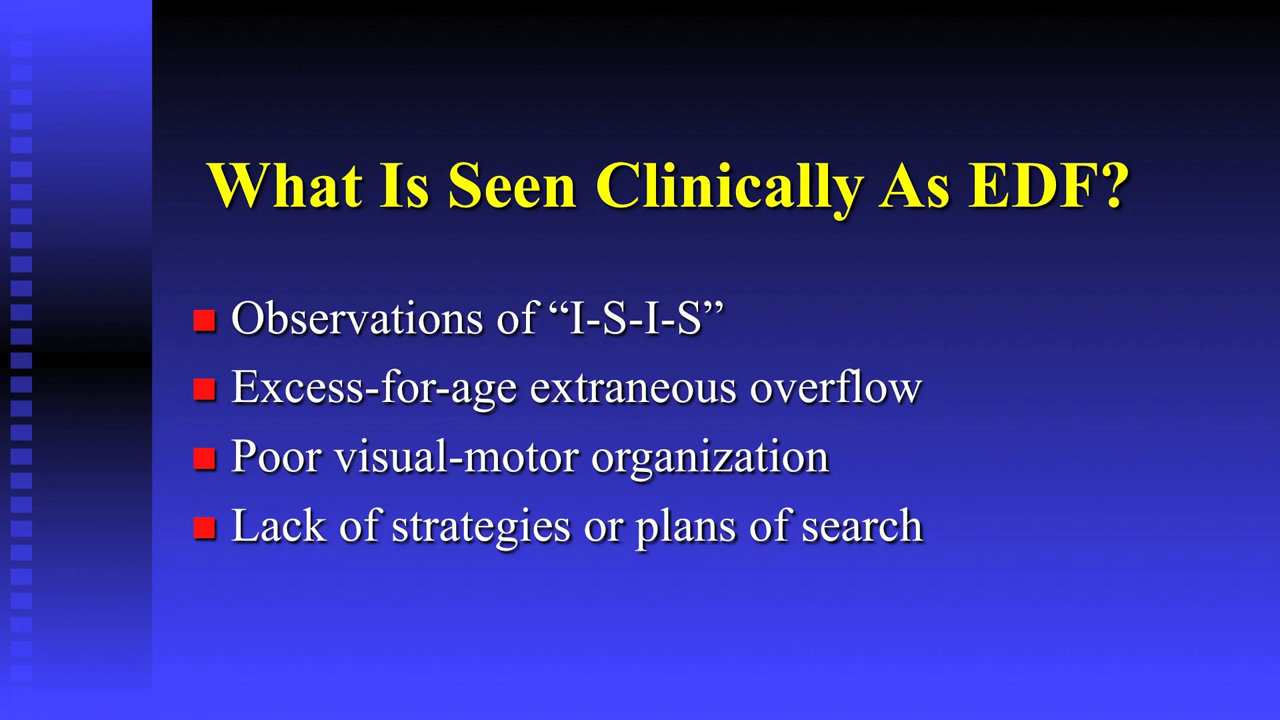 What Is Seen Clinically As EDF?
Observations of “I-S-I-S”
Excess-for-age extraneous overflow
Poor visual-motor organization
Lack of strategies or plans of search